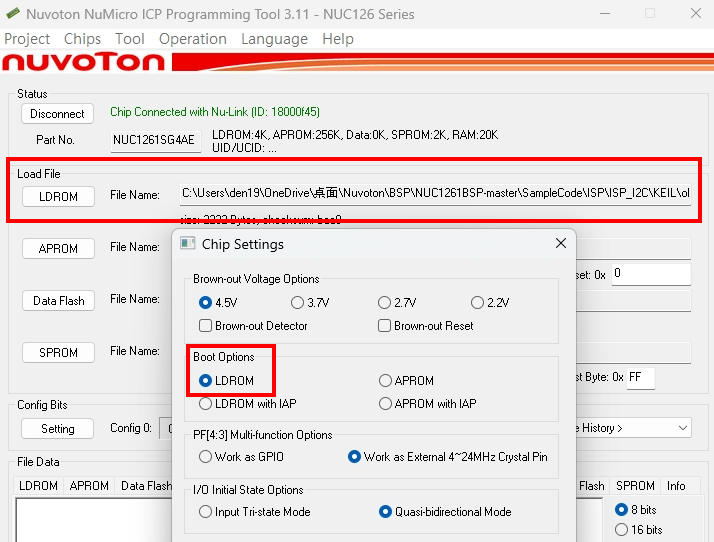 Nuvoton NuMicro ICP Programming Tool 3.11 - NUC126 Series
Project Chips Tool Operation Language Help
nuvoTon
Status
Disconnect Chip Connected with Nu-Link (ID: 18000f45)
Part No. NUC1261SG4AE LDROM:4K, APROM:256K, Data:0K, SPROM:2K, RAM:20K
UID/UCID: ...
Load File
LDROM File Name: C:\Users\den19\OneDrive\桌面\Nuvoton\BSP\NUC1261BSP-master\SampleCode\ISP\ISP_I2C\KEIL\ol
APROM File Name:
set: 0x 0
Data Flash File Name:
SPROM File Name:
st Byte: 0x FF
Config Bits
Setting Config 0: 0
e History >
File Data
LDROM APROM Data Flash
Flash SPROM Info
8 bits
16 bits
Chip Settings
Brown-out Voltage Options
4.5V 3.7V 2.7V 2.2V
Brown-out Detector Brown-out Reset
Boot Options
LDROM APROM
LDROM with IAP APROM with IAP
PF[4:3] Multi-function Options
Work as GPIO Work as External 4~24MHz Crystal Pin
I/O Initial State Options
Input Tri-state Mode Quasi-bidirectional Mode